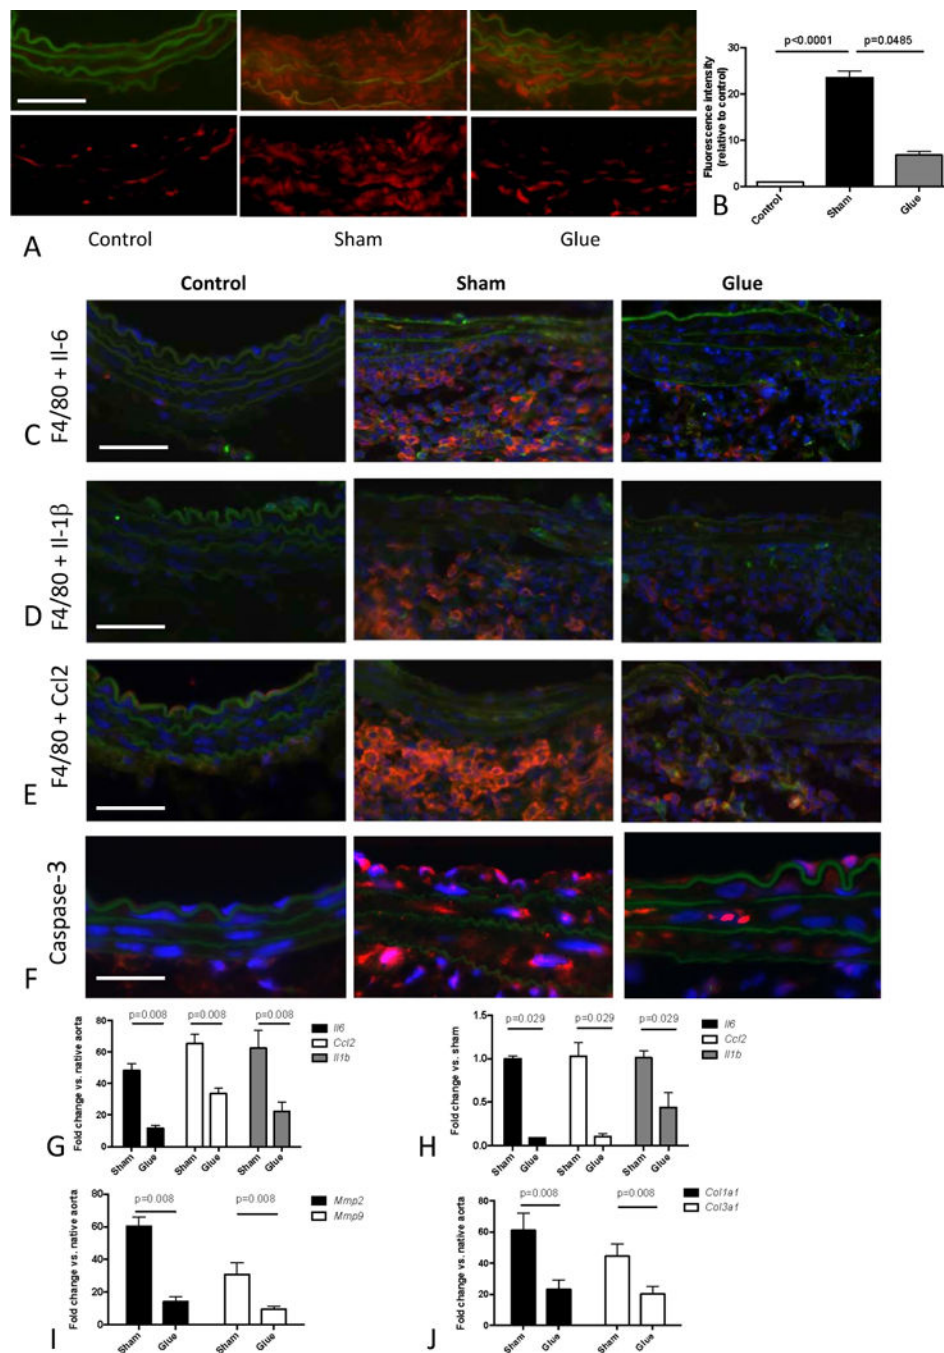 A
Control
Sham
Glue
B
p<0.0001
p=0.0485
Fluorescence intensity
(relative to control)
30
20
10
0
Control
Sham
Glue
Control
Sham
Glue
C
F4/80 + Il-6
D
F4/80 + Il-1β
E
F4/80 + Ccl2
F
Caspase-3
G
Fold change vs. native aorta
80
60
40
20
0
p=0.008
p=0.008
p=0.008
Il6
Ccl2
Il1b
Sham
Glue
Sham
Glue
Sham
Glue
H
Fold change vs. sham
1.5
1.0
0.5
0.0
p=0.029
p=0.029
p=0.029
Il6
Ccl2
Il1b
Sham
Glue
Sham
Glue
Sham
Glue
I
Fold change vs. native aorta
80
60
40
20
0
p=0.008
p=0.008
Mmp2
Mmp9
Sham
Glue
Sham
Glue
J
Fold change vs. native aorta
80
60
40
20
0
p=0.008
p=0.008
Col1a1
Col3a1
Sham
Glue
Sham
Glue